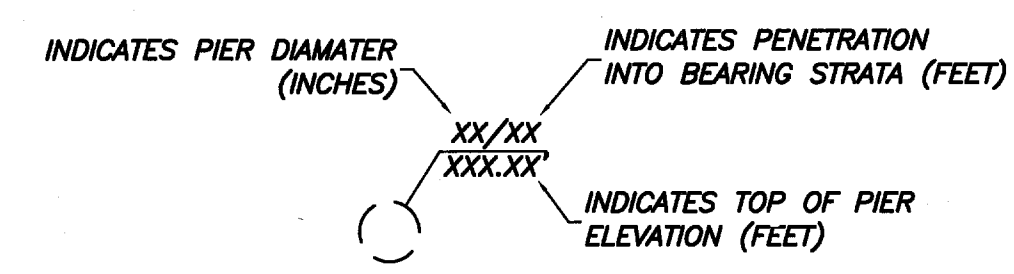 INDICATES PIER DIAMATER
(INCHES)
INDICATES PENETRATION
INTO BEARING STRATA (FEET)
XX/XX
XXX.XX'
INDICATES TOP OF PIER
ELEVATION (FEET)